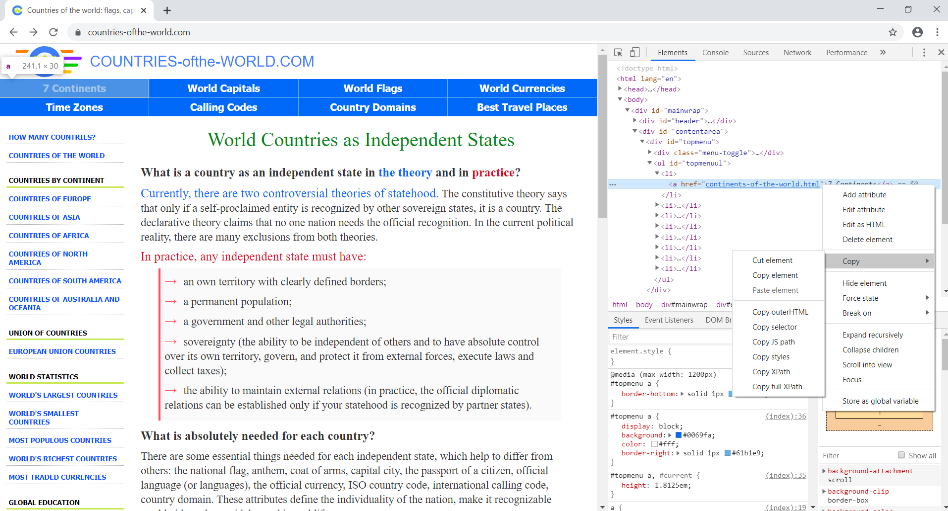 Countries of the world: flags, cap
countries-ofthe-world.com
COUNTRIES-ofthe-WORLD.COM
a 241.1 × 30
7 Continents
World Capitals
World Flags
World Currencies
Time Zones
Calling Codes
Country Domains
Best Travel Places
HOW MANY COUNTRIES?
COUNTRIES OF THE WORLD
COUNTRIES BY CONTINENT
COUNTRIES OF EUROPE
COUNTRIES OF ASIA
COUNTRIES OF AFRICA
COUNTRIES OF NORTH
AMERICA
COUNTRIES OF SOUTH AMERICA
COUNTRIES OF AUSTRALIA AND
OCEANIA
UNION OF COUNTRIES
EUROPEAN UNION COUNTRIES
WORLD STATISTICS
WORLD'S LARGEST COUNTRIES
WORLD'S SMALLEST
COUNTRIES
MOST POPULOUS COUNTRIES
WORLD'S RICHEST COUNTRIES
MOST TRADED CURRENCIES
GLOBAL EDUCATION
World Countries as Independent States
What is a country as an independent state in the theory and in practice?
Currently, there are two controversial theories of statehood. The constitutive theory says
that only if a self-proclaimed entity is recognized by other sovereign states, it is a country. The
declarative theory claims that no one nation needs the official recognition. In the current political
reality, there are many exclusions from both theories.
In practice, any independent state must have:
→ an own territory with clearly defined borders;
→ a permanent population;
→ a government and other legal authorities;
→ sovereignty (the ability to be independent of others and to have absolute control
over its own territory, govern, and protect it from external forces, execute laws and
collect taxes);
→ the ability to maintain external relations (in practice, the official diplomatic
relations can be established only if your statehood is recognized by partner states).
What is absolutely needed for each country?
There are some essential things needed for each independent state, which help to differ from
others: the national flag, anthem, coat of arms, capital city, the passport of a citizen, official
language (or languages), the official currency, ISO country code, international calling code,
country domain. These attributes define the individuality of the nation, make it recognizable
Elements
Console
Sources
Network
Performance
<!doctype html>
<html lang="en">
<head>…</head>
<body>
<div id="mainwrap">
<div id="header">…</div>
<div id="contentarea">
<div id="topmenu">
<div class="menu-toggle">…</div>
<ul id="topmenuul">
<li>
<a href="continents-of-the-world.html">7 Continents</a> == $0
</li>
<li>…</li>
<li>…</li>
<li>…</li>
<li>…</li>
<li>…</li>
<li>…</li>
<li>…</li>
</ul>
</div>
html body div#mainwrap
Styles
Event Listeners
DOM Br
Filter
element.style {
}
@media (max-width: 1200px)
#topmenu a {
border-bottom: solid 1px
}
#topmenu a { (index):36
display: block;
background: #0069fa;
color: #fff;
border-right: solid 1px #61b1e9;
}
#topmenu a, #current { (index):35
height: 1.8125em;
}
a { (index):19
Add attribute
Edit attribute
Edit as HTML
Delete element
Copy
Hide element
Force state
Break on
Expand recursively
Collapse children
Scroll into view
Focus
Store as global variable
Cut element
Copy element
Paste element
Copy outerHTML
Copy selector
Copy JS path
Copy styles
Copy XPath
Copy full XPath
Filter
Show all
background-attachment
scroll
background-clip
border-box